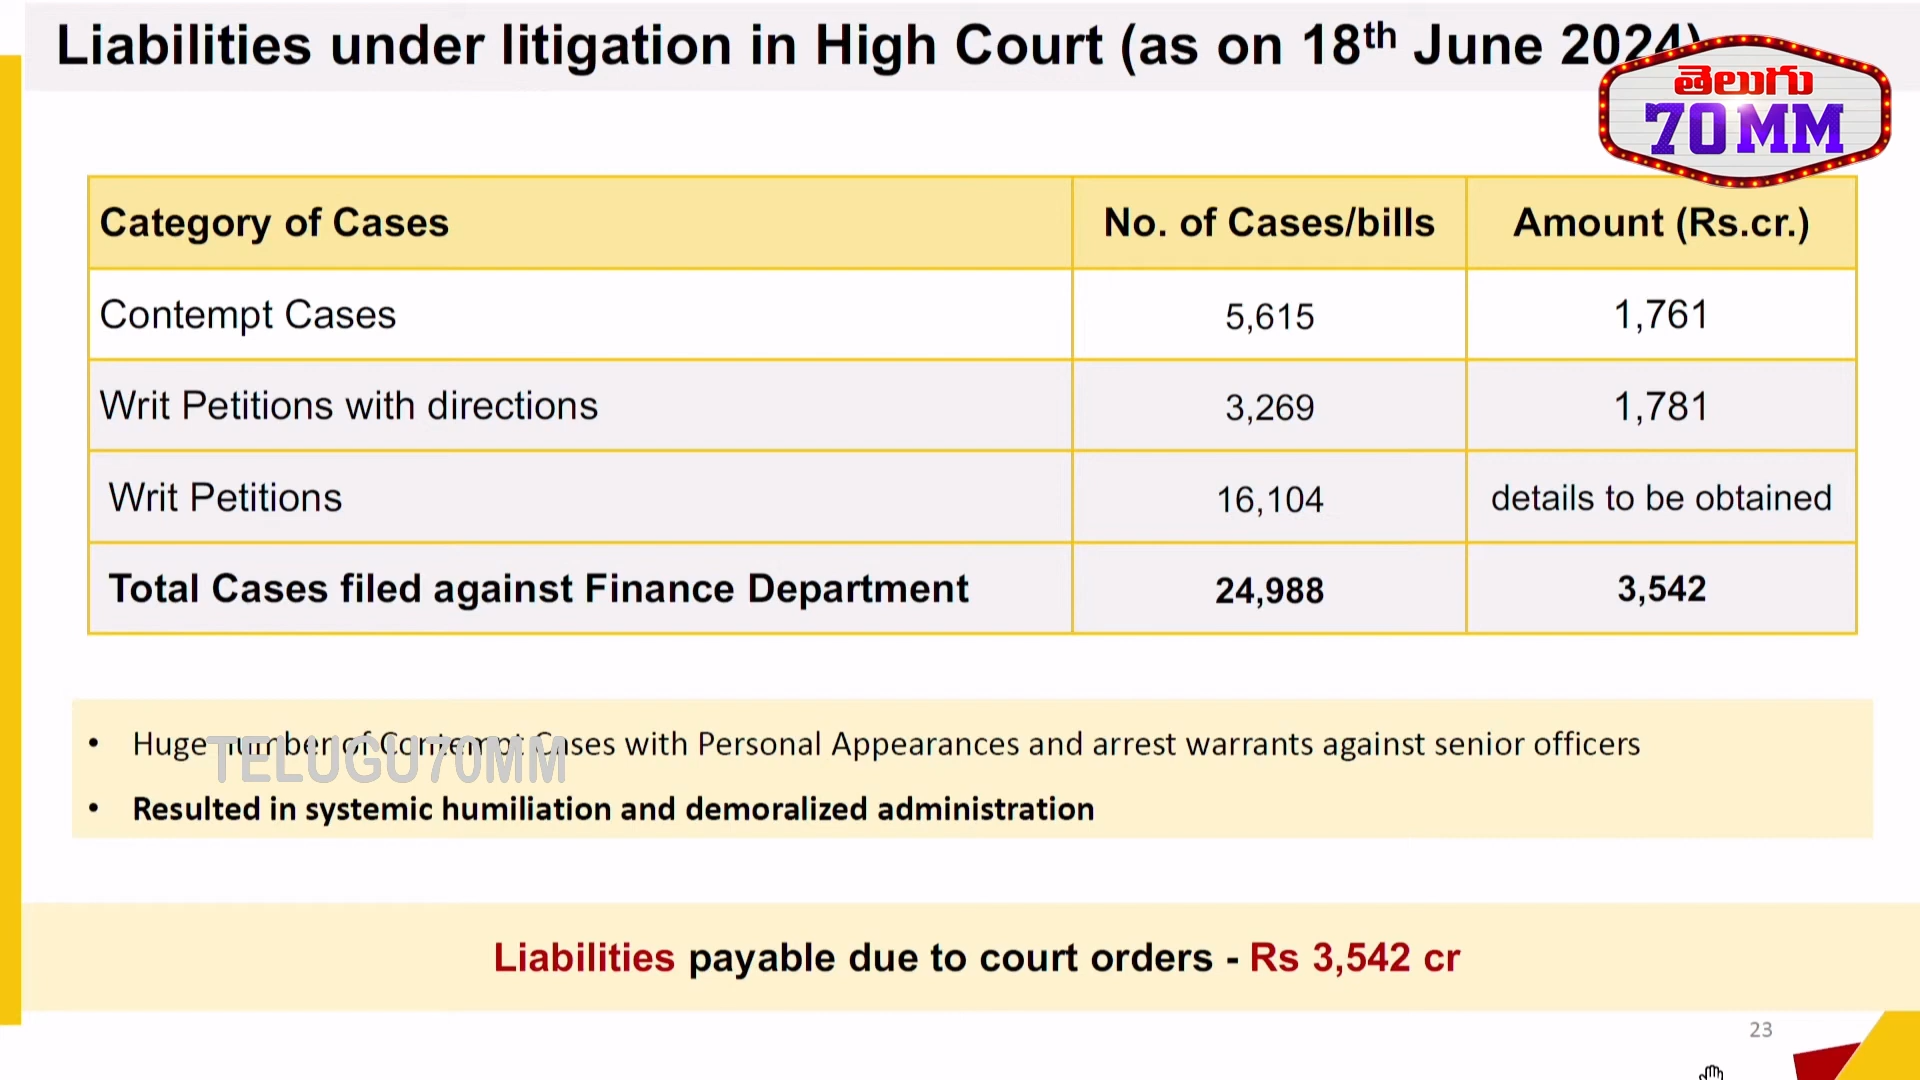 Liabilities under litigation in High Court (as on 18th June 2024)
తెలుగు
70MM
Category of Cases No. of Cases/bills Amount (Rs.cr.)
Contempt Cases 5,615 1,761
Writ Petitions with directions 3,269 1,781
Writ Petitions 16,104 details to be obtained
Total Cases filed against Finance Department 24,988 3,542
• Huge number of Contempt Cases with Personal Appearances and arrest warrants against senior officers
TELUGU70MM
• Resulted in systemic humiliation and demoralized administration
Liabilities payable due to court orders - Rs 3,542 cr
23